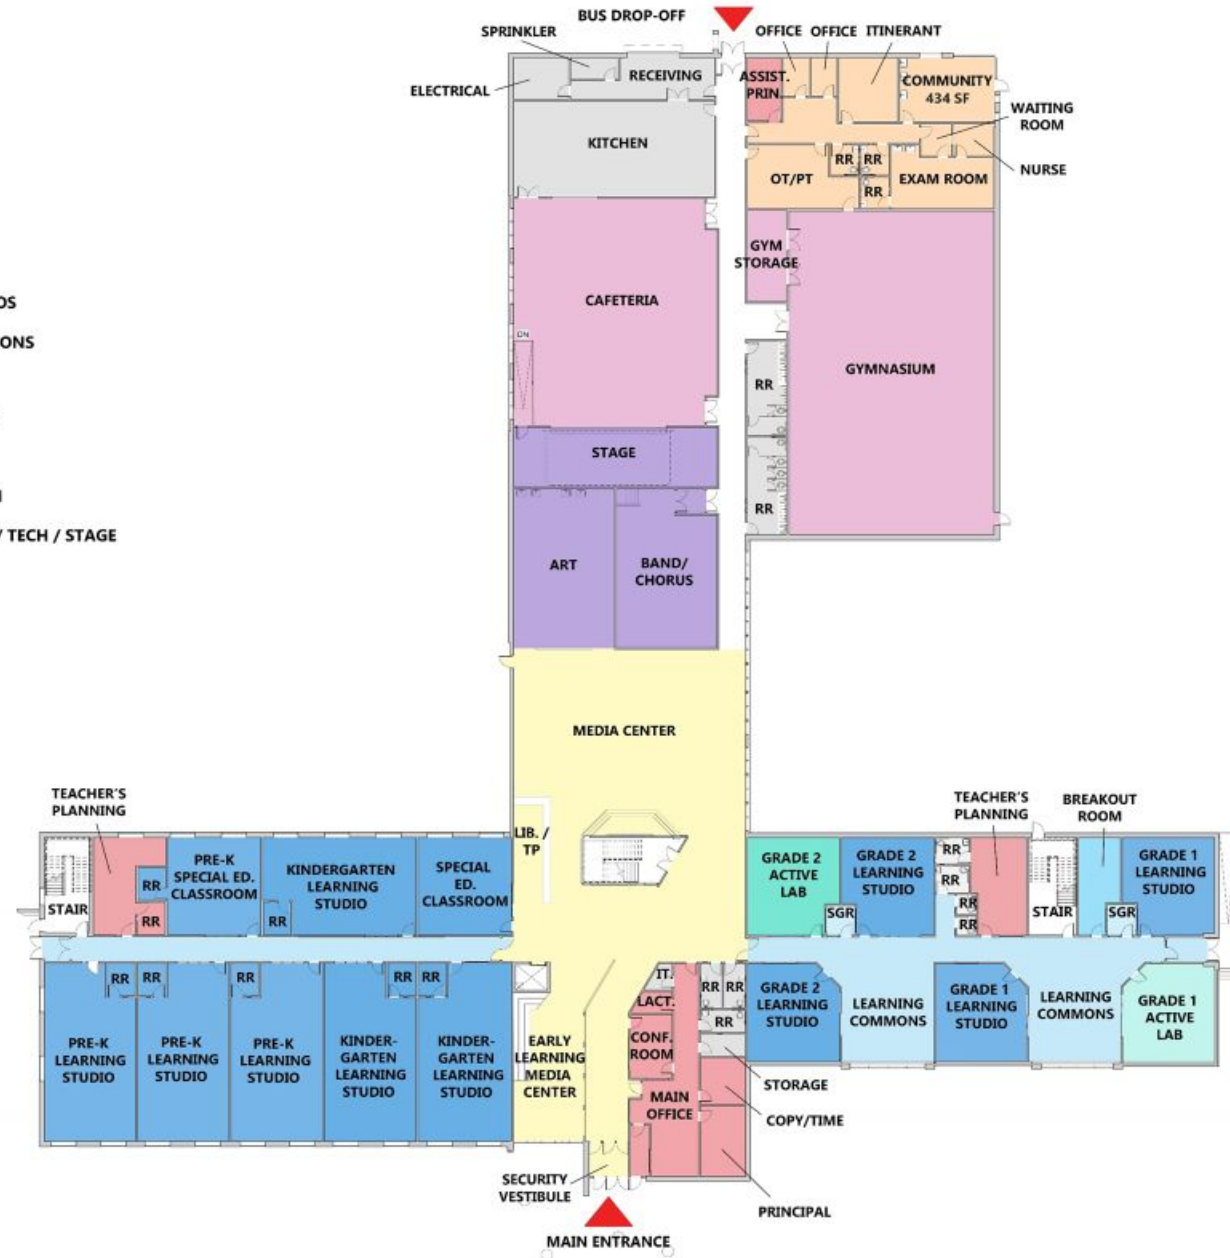 BUS DROP-OFF
SPRINKLER
OFFICE
OFFICE
ITINERANT
ELECTRICAL
RECEIVING
ASSIST.
PRIN.
COMMUNITY
434 SF
WAITING
ROOM
KITCHEN
NURSE
OT/PT
RR
RR
RR
EXAM ROOM
GYM
STORAGE
CAFETERIA
DN
OS
ONS
GYMNASIUM
RR
STAGE
RR
/ TECH / STAGE
ART
BAND/
CHORUS
MEDIA CENTER
TEACHER'S
PLANNING
LIB. /
TP
TEACHER'S
PLANNING
BREAKOUT
ROOM
STAIR
RR
RR
PRE-K
SPECIAL ED.
CLASSROOM
KINDERGARTEN
LEARNING
STUDIO
RR
SPECIAL
ED.
CLASSROOM
GRADE 2
ACTIVE
LAB
SGR
GRADE 2
LEARNING
STUDIO
RR
RR
RR
RR
STAIR
SGR
GRADE 1
LEARNING
STUDIO
RR
RR
RR
RR
RR
PRE-K
LEARNING
STUDIO
PRE-K
LEARNING
STUDIO
PRE-K
LEARNING
STUDIO
KINDER-
GARTEN
LEARNING
STUDIO
KINDER-
GARTEN
LEARNING
STUDIO
EARLY
LEARNING
MEDIA
CENTER
IT.
LACT.
CONF.
ROOM
RR
RR
RR
MAIN
OFFICE
GRADE 2
LEARNING
STUDIO
LEARNING
COMMONS
GRADE 1
LEARNING
STUDIO
LEARNING
COMMONS
GRADE 1
ACTIVE
LAB
STORAGE
COPY/TIME
SECURITY
VESTIBULE
PRINCIPAL
MAIN ENTRANCE